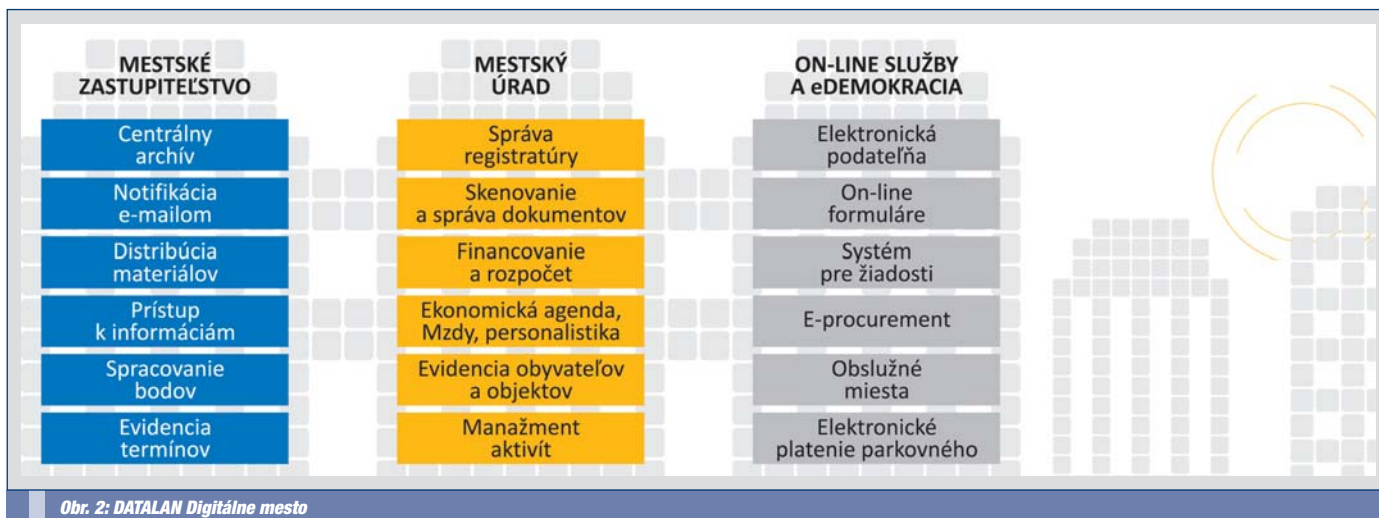 MESTSKÉ
ZASTUPITEĽSTVO
Centrálny
archív
Notifikácia
e-mailom
Distribúcia
materiálov
Prístup
k informáciám
Spracovanie
bodov
Evidencia
termínov
MESTSKÝ
ÚRAD
Správa
registratúry
Skenovanie
a správa dokumentov
Financovanie
a rozpočet
Ekonomická agenda,
Mzdy, personalistika
Evidencia obyvateľov
a objektov
Manažment
aktivít
ON-LINE SLUŽBY
A eDEMOKRACIA
Elektronická
podateľňa
On-line
formuláre
Systém
pre žiadosti
E-procurement
Obslužné
miesta
Elektronické
platenie parkovného
Obr. 2: DATALAN Digitálne mesto